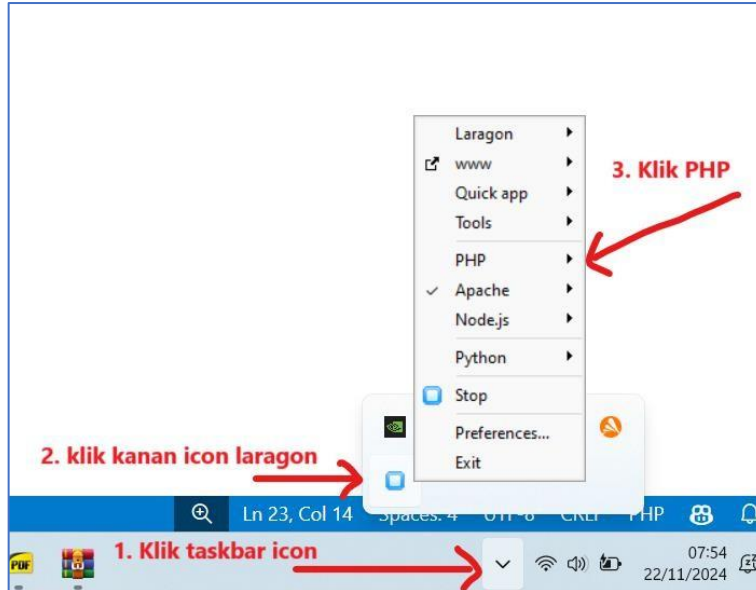 Laragon
www
Quick app
3. Klik PHP
Tools
PHP
Apache
Node.js
Python
Stop
Preferences...
Exit
2. klik kanan icon laragon
Ln 23, Col 14 Spaces: 4 UTF-8 CRLF PHP
1. Klik taskbar icon
PDF
07:54
22/11/2024